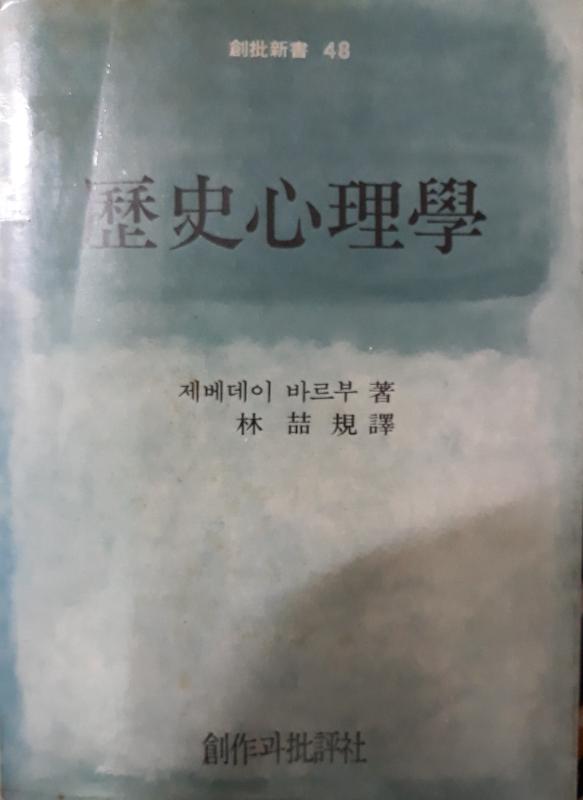 創批新書 48
歷史心理學
제베데이 바르부 著
林喆規 譯
創作과批評社